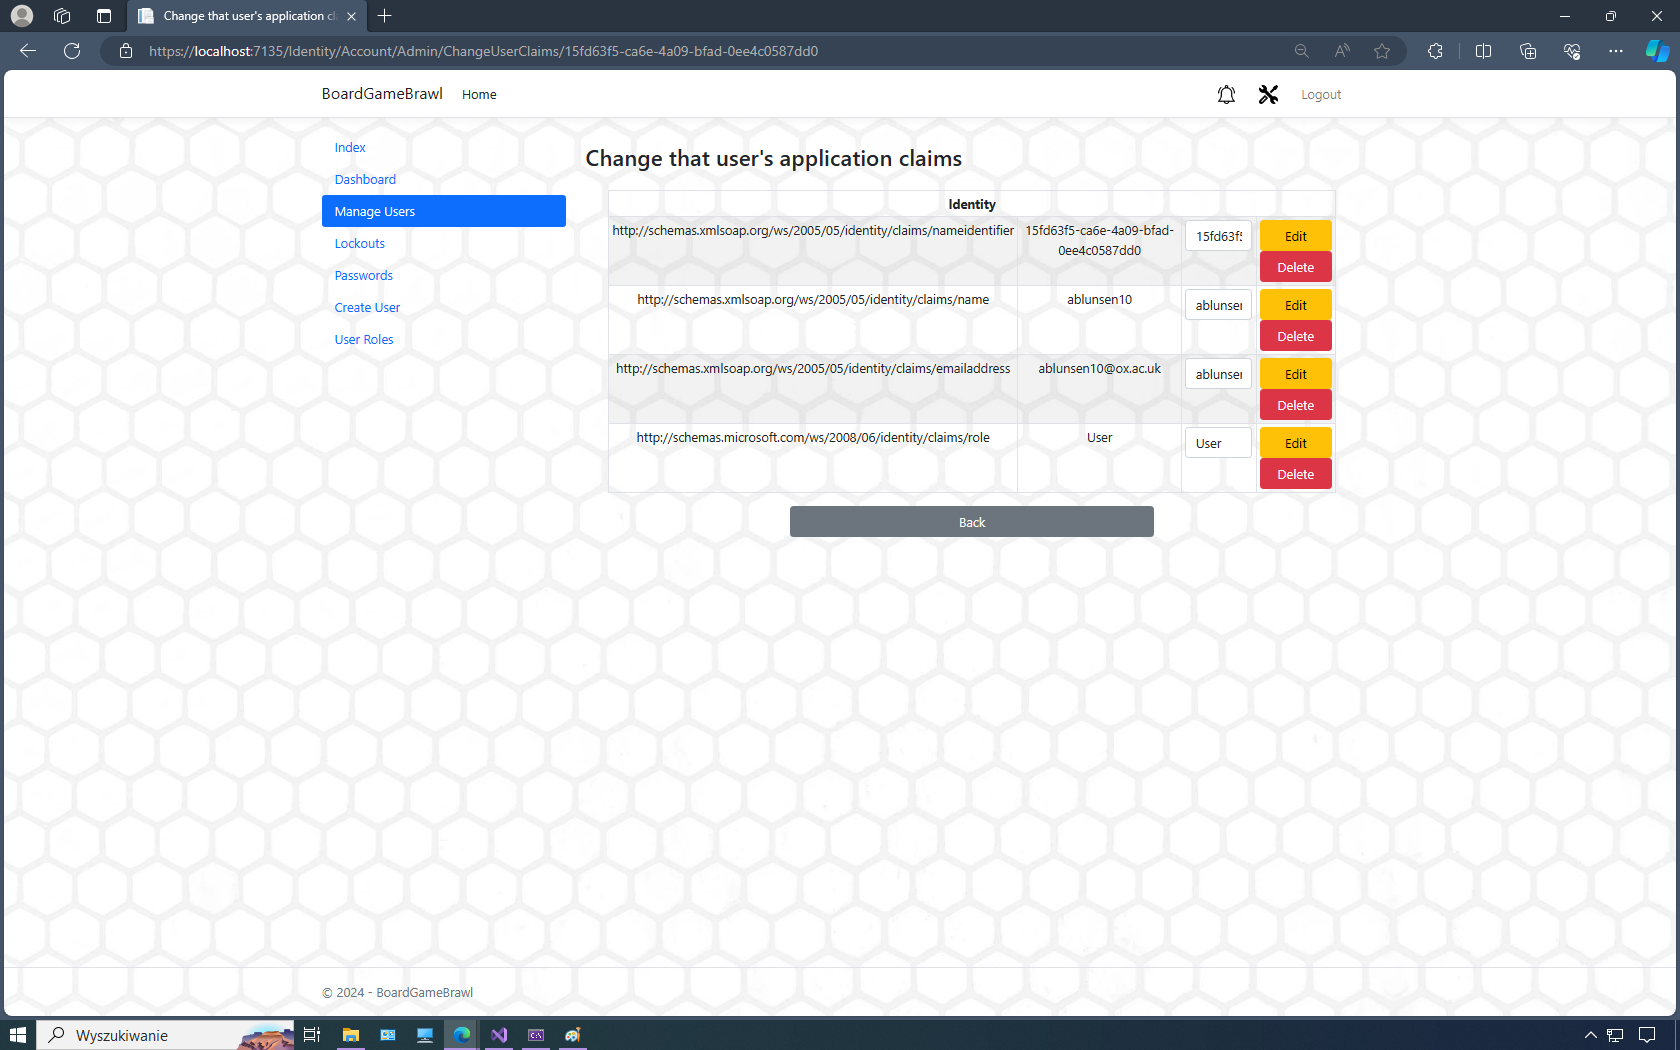 Change that user's application cl
https://localhost:7135/Identity/Account/Admin/ChangeUserClaims/15fd63f5-ca6e-4a09-bfad-0ee4c0587dd0
BoardGameBrawl Home Logout
Index
Dashboard
Manage Users
Lockouts
Passwords
Create User
User Roles
Change that user's application claims
Identity
http://schemas.xmlsoap.org/ws/2005/05/identity/claims/nameidentifier 15fd63f5-ca6e-4a09-bfad- 15fd63f5 Edit
0ee4c0587dd0
Delete
http://schemas.xmlsoap.org/ws/2005/05/identity/claims/name ablunsen10 ablunsen Edit
Delete
http://schemas.xmlsoap.org/ws/2005/05/identity/claims/emailaddress ablunsen10@ox.ac.uk ablunsen Edit
Delete
http://schemas.microsoft.com/ws/2008/06/identity/claims/role User User Edit
Delete
Back
© 2024 - BoardGameBrawl
Wyszukiwanie